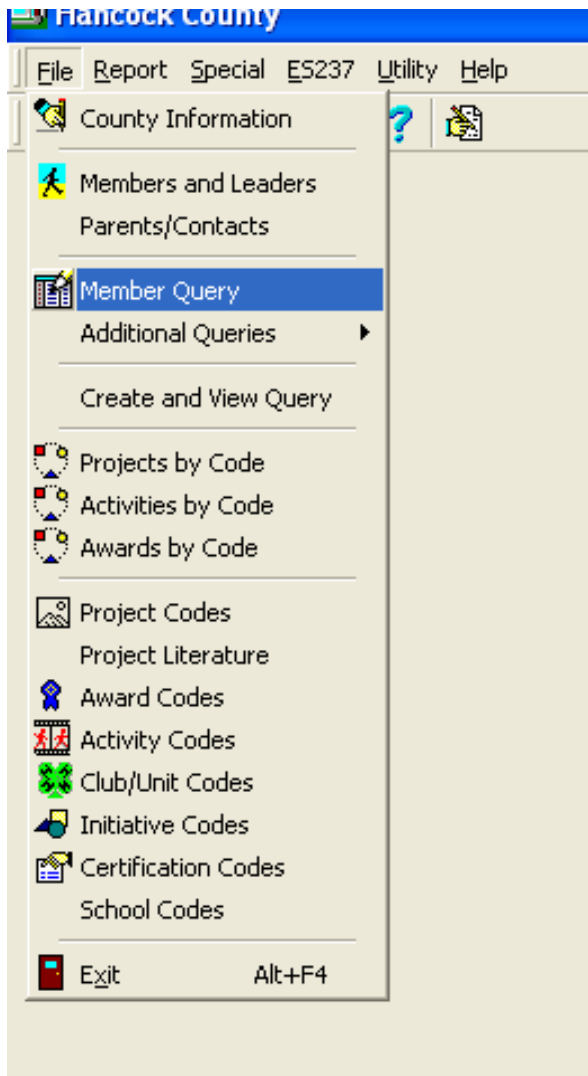 Hancock County
File Report Special ES237 Utility Help
County Information
Members and Leaders
Parents/Contacts
Member Query
Additional Queries
Create and View Query
Projects by Code
Activities by Code
Awards by Code
Project Codes
Project Literature
Award Codes
Activity Codes
Club/Unit Codes
Initiative Codes
Certification Codes
School Codes
Exit Alt+F4